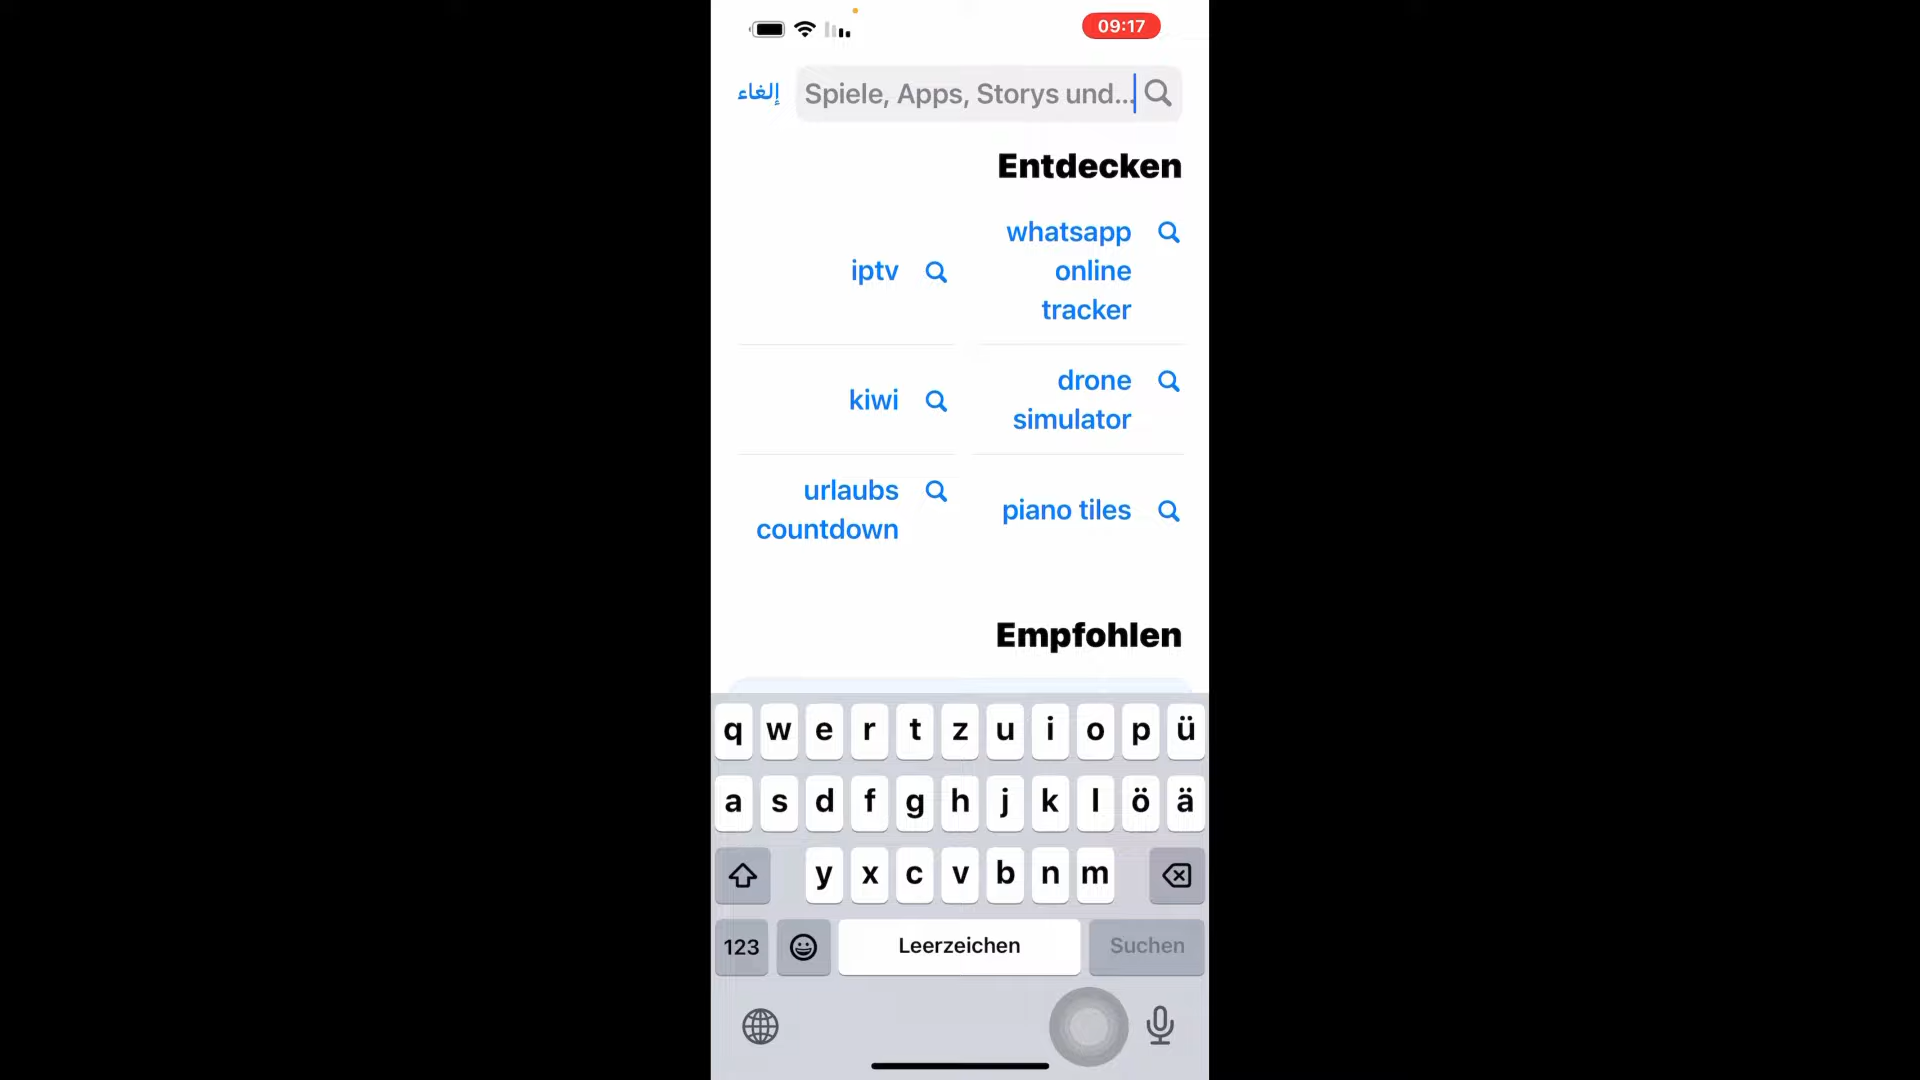 09:17
إلغاء
Spiele, Apps, Storys und...
Entdecken
whatsapp
online
tracker
iptv
drone
simulator
kiwi
piano tiles
urlaubs
countdown
Empfohlen
q w e r t z u i o p ü
a s d f g h j k l ö ä
y x c v b n m
123 Leerzeichen Suchen